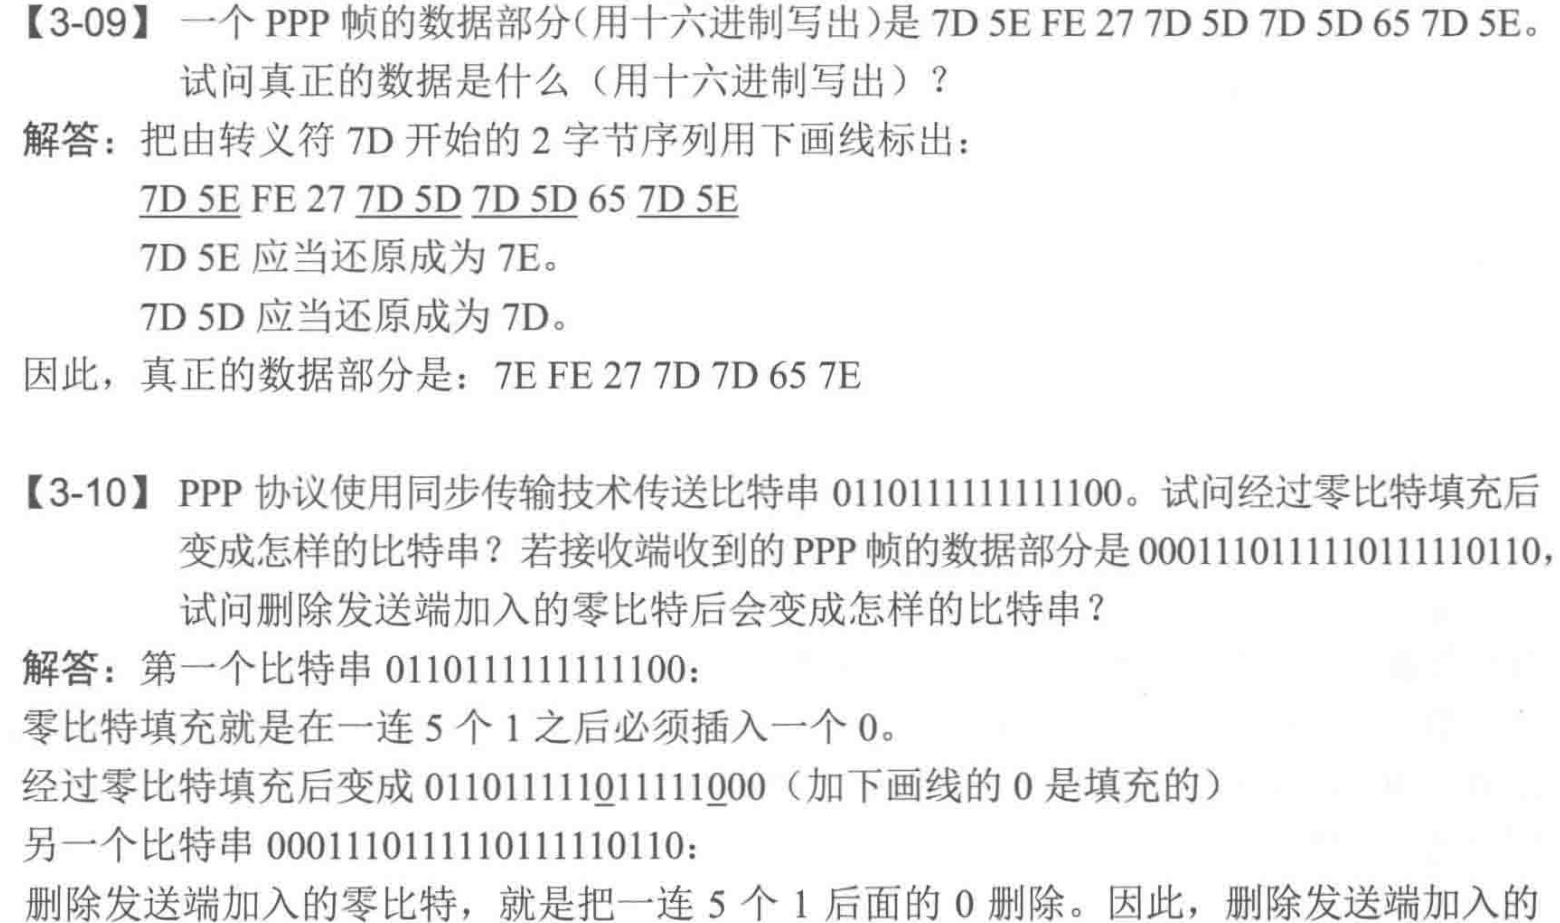 【3-09】 一个 PPP 帧的数据部分(用十六进制写出)是 7D 5E FE 27 7D 5D 7D 5D 65 7D 5E。
试问真正的数据是什么（用十六进制写出）?
解答：把由转义符 7D 开始的 2 字节序列用下画线标出：
7D 5E FE 27 7D 5D 7D 5D 65 7D 5E
7D 5E 应当还原成为 7E。
7D 5D 应当还原成为 7D。
因此，真正的数据部分是：7E FE 27 7D 7D 65 7E
【3-10】 PPP 协议使用同步传输技术传送比特串 0110111111111100。试问经过零比特填充后
变成怎样的比特串？若接收端收到的 PPP 帧的数据部分是 0001110111110111110110，
试问删除发送端加入的零比特后会变成怎样的比特串？
解答：第一个比特串 0110111111111100：
零比特填充就是在一连 5 个 1 之后必须插入一个 0。
经过零比特填充后变成 011011111011111000（加下画线的 0 是填充的）
另一个比特串 0001110111110111110110：
删除发送端加入的零比特，就是把一连 5 个 1 后面的 0 删除。因此，删除发送端加入的